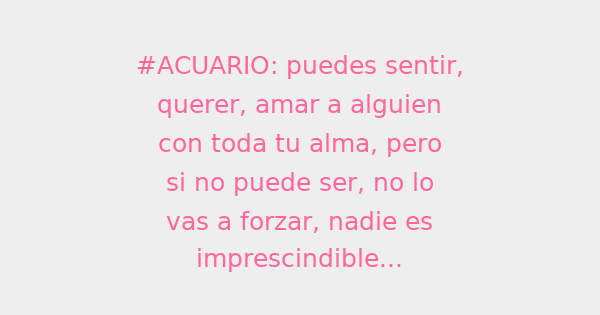 #ACUARIO: puedes sentir,
querer, amar a alguien
con toda tu alma, pero
si no puede ser, no lo
vas a forzar, nadie es
imprescindible...